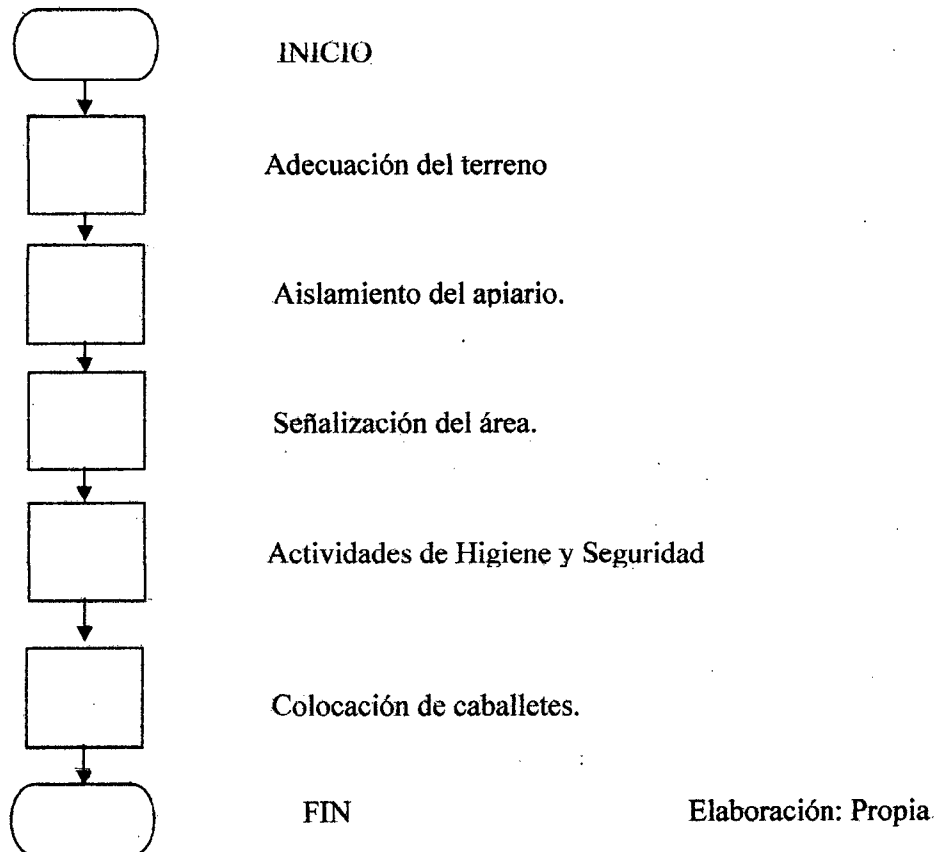 INICIO
Adecuación del terreno
Aislamiento del apiario.
Señalización del área.
Actividades de Higiene y Seguridad
Colocación de caballetes.
FIN
Elaboración: Propia